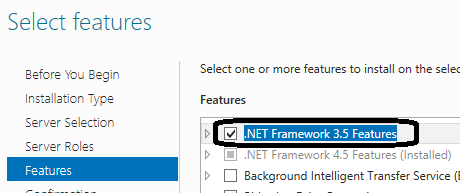 Select features
Before You Begin
Installation Type
Server Selection
Server Roles
Features
Select one or more features to install on the selec
Features
.NET Framework 3.5 Features
.NET Framework 4.5 Features (Installed)
Background Intelligent Transfer Service (